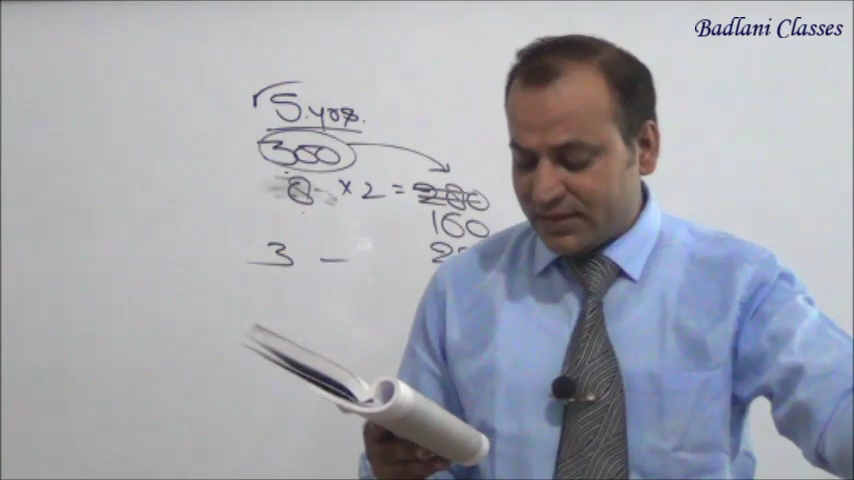 Badlani Classes
5 yrs.
300
× 2 =
160
3 —